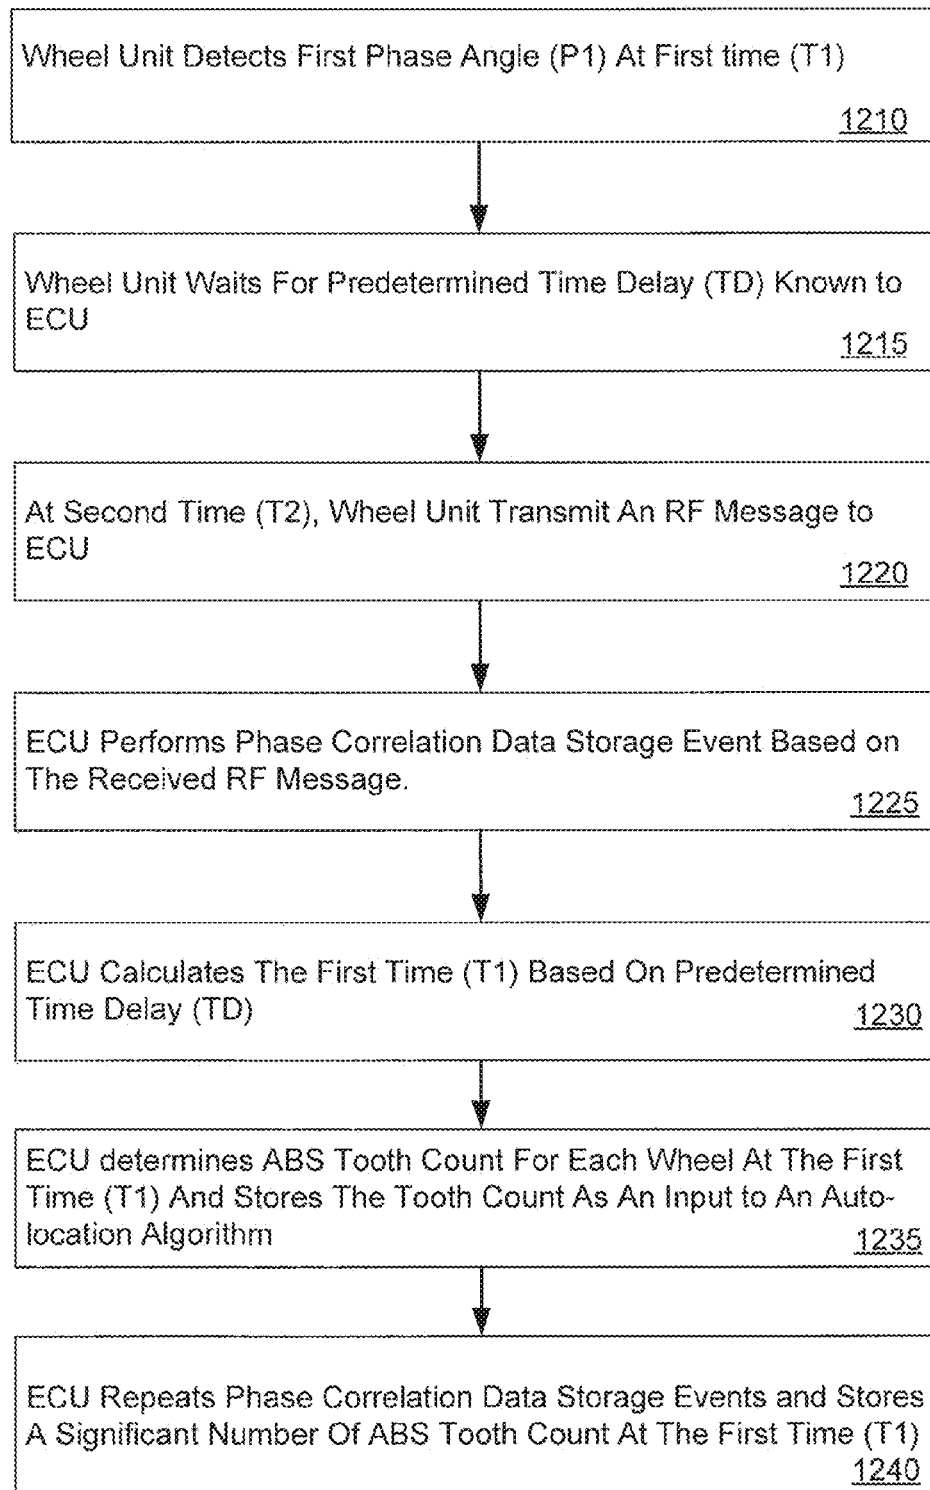 Wheel Unit Detects First Phase Angle (P1) At First time (T1)
1210
Wheel Unit Waits For Predetermined Time Delay (TD) Known to
ECU
1215
At Second Time (T2), Wheel Unit Transmit An RF Message to
ECU
1220
ECU Performs Phase Correlation Data Storage Event Based on
The Received RF Message.
1225
ECU Calculates The First Time (T1) Based On Predetermined
Time Delay (TD)
1230
ECU determines ABS Tooth Count For Each Wheel At The First
Time (T1) And Stores The Tooth Count As An Input to An Auto-
location Algorithm
1235
ECU Repeats Phase Correlation Data Storage Events and Stores
A Significant Number Of ABS Tooth Count At The First Time (T1)
1240